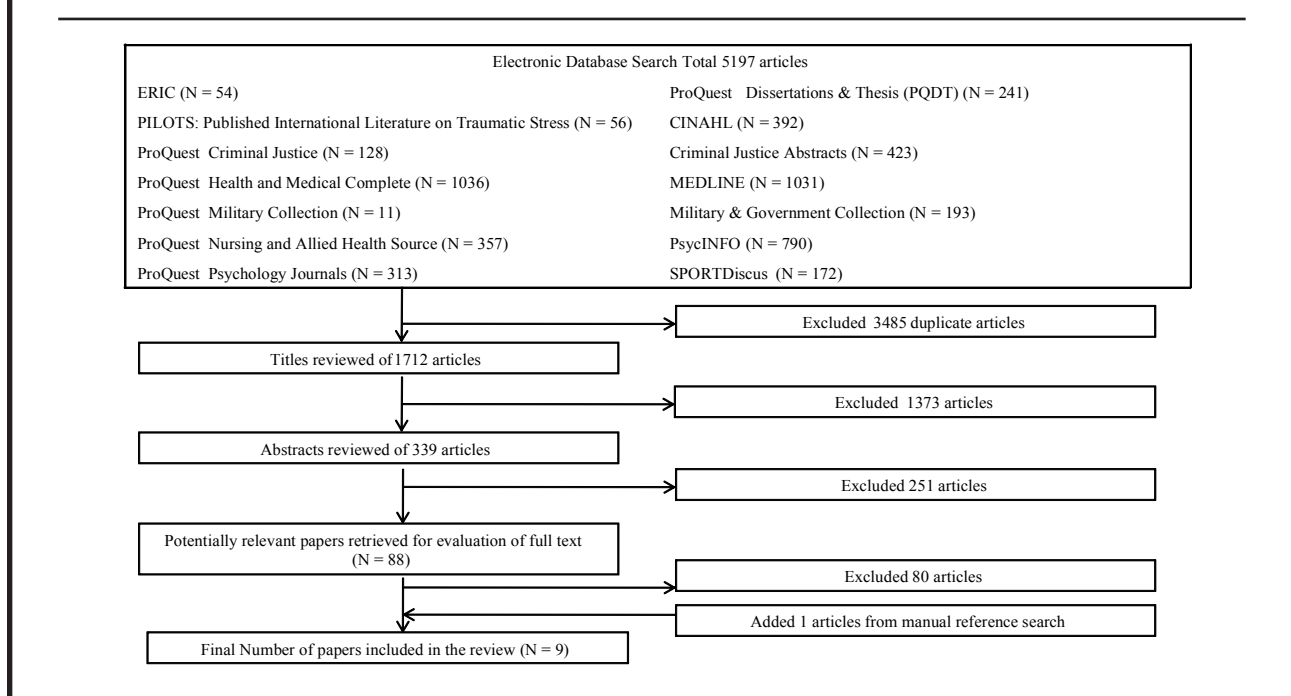 Electronic Database Search Total 5197 articles
ERIC (N = 54)
PILOTS: Published International Literature on Traumatic Stress (N = 56)
ProQuest Criminal Justice (N = 128)
ProQuest Health and Medical Complete (N = 1036)
ProQuest Military Collection (N = 11)
ProQuest Nursing and Allied Health Source (N = 357)
ProQuest Psychology Journals (N = 313)
ProQuest Dissertations & Thesis (PQDT) (N = 241)
CINAHL (N = 392)
Criminal Justice Abstracts (N = 423)
MEDLINE (N = 1031)
Military & Government Collection (N = 193)
PsycINFO (N = 790)
SPORTDiscus (N = 172)
Excluded 3485 duplicate articles
Titles reviewed of 1712 articles
Excluded 1373 articles
Abstracts reviewed of 339 articles
Excluded 251 articles
Potentially relevant papers retrieved for evaluation of full text
(N = 88)
Excluded 80 articles
Added 1 articles from manual reference search
Final Number of papers included in the review (N = 9)